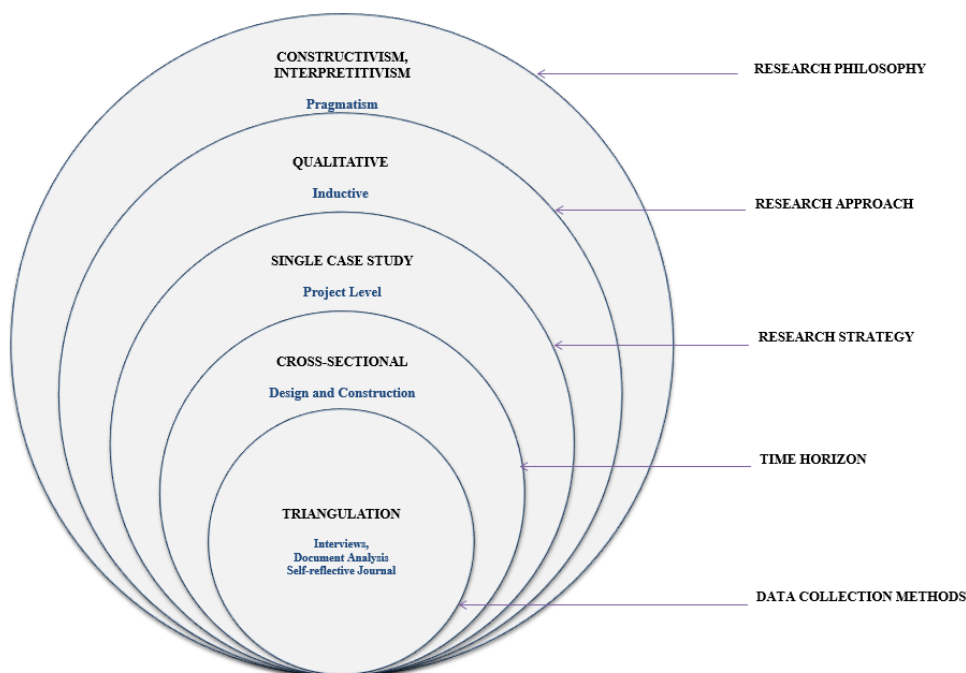 CONSTRUCTIVISM,
INTERPRETITIVISM
Pragmatism
RESEARCH PHILOSOPHY
QUALITATIVE
Inductive
RESEARCH APPROACH
SINGLE CASE STUDY
Project Level
RESEARCH STRATEGY
CROSS-SECTIONAL
Design and Construction
TIME HORIZON
TRIANGULATION
Interviews,
Document Analysis
Self-reflective Journal
DATA COLLECTION METHODS